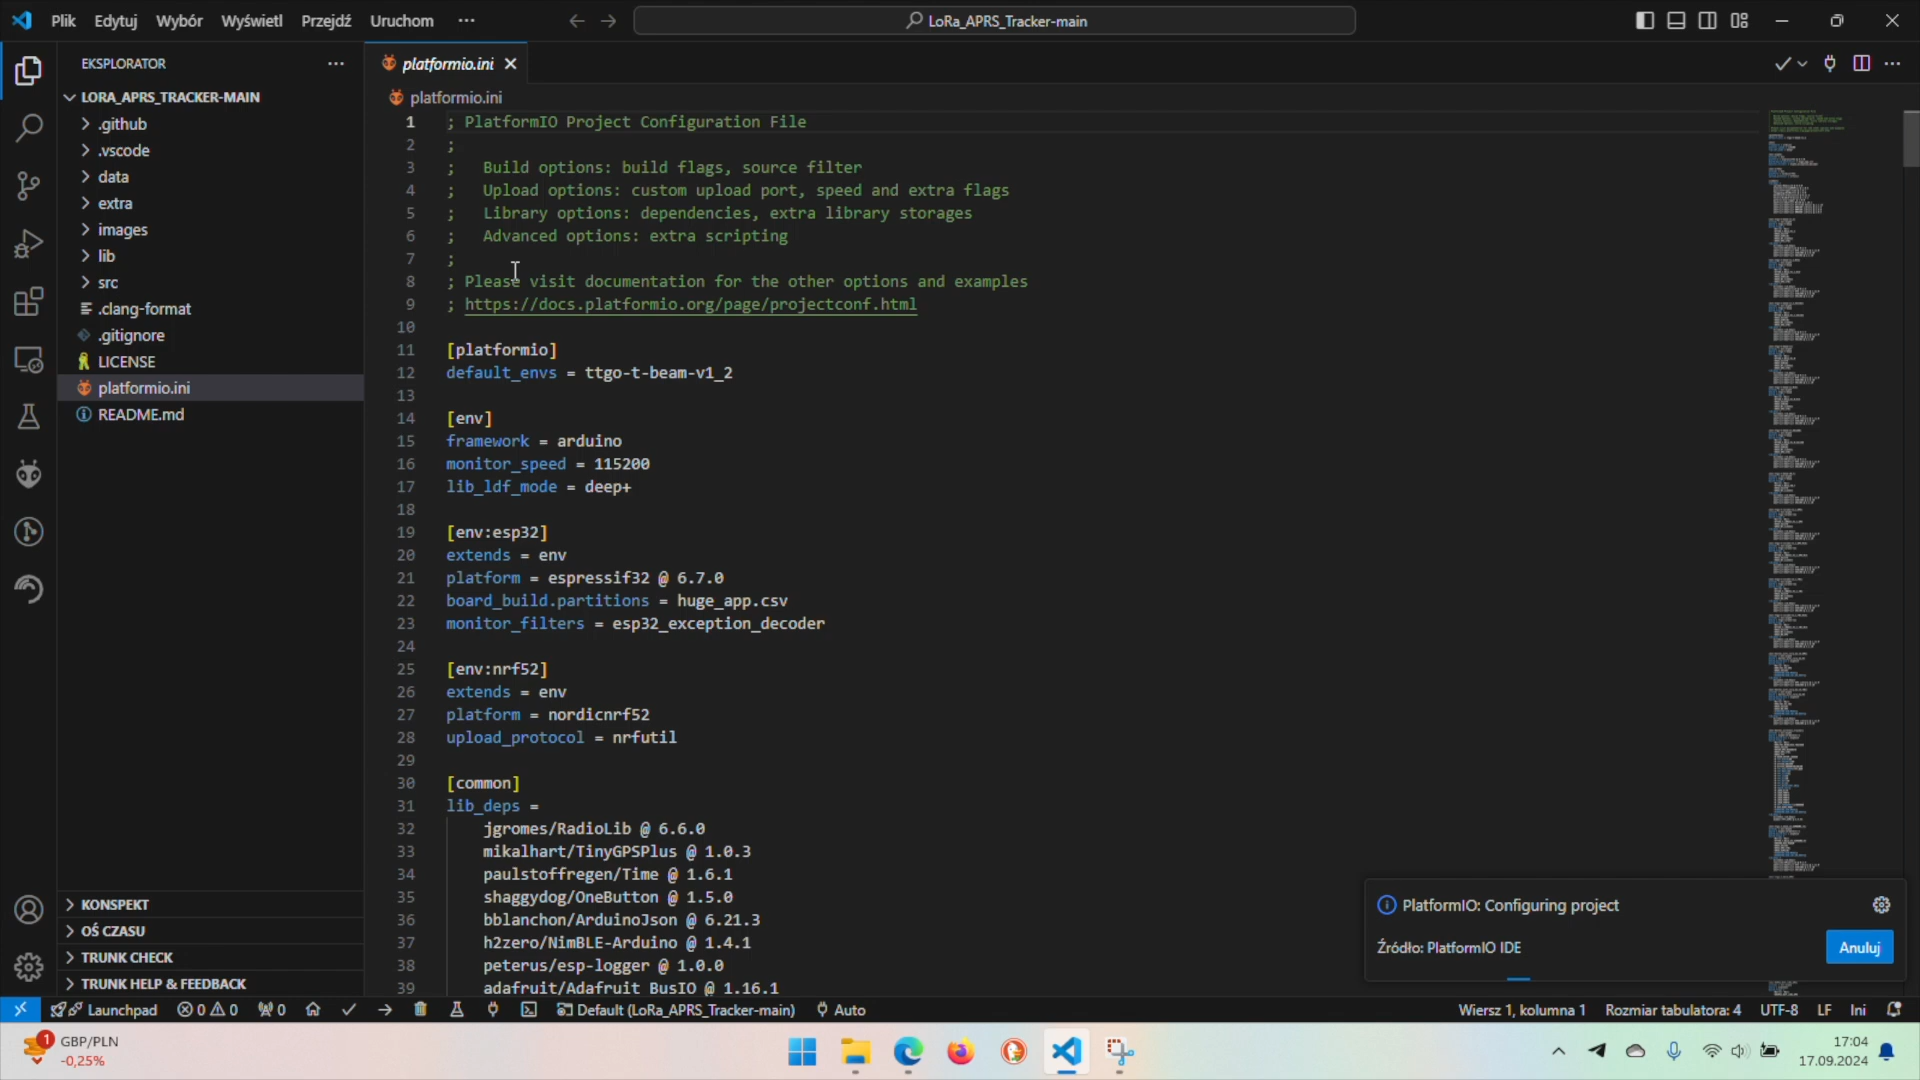 Plik Edytuj Wybór Wyświetl Przejdź Uruchom ···
LoRa_APRS_Tracker-main
EKSPLORATOR ···
LORA_APRS_TRACKER-MAIN
.github
.vscode
data
extra
images
lib
src
.clang-format
.gitignore
LICENSE
platformio.ini
README.md
KONSPEKT
OŚ CZASU
TRUNK CHECK
TRUNK HELP & FEEDBACK
platformio.ini
platformio.ini
1 ; PlatformIO Project Configuration File
2 ;
3 ;   Build options: build flags, source filter
4 ;   Upload options: custom upload port, speed and extra flags
5 ;   Library options: dependencies, extra library storages
6 ;   Advanced options: extra scripting
7 ;
8 ; Please visit documentation for the other options and examples
9 ; https://docs.platformio.org/page/projectconf.html
10
11 [platformio]
12 default_envs = ttgo-t-beam-v1_2
13
14 [env]
15 framework = arduino
16 monitor_speed = 115200
17 lib_ldf_mode = deep+
18
19 [env:esp32]
20 extends = env
21 platform = espressif32 @ 6.7.0
22 board_build.partitions = huge_app.csv
23 monitor_filters = esp32_exception_decoder
24
25 [env:nrf52]
26 extends = env
27 platform = nordicnrf52
28 upload_protocol = nrfutil
29
30 [common]
31 lib_deps =
32     jgromes/RadioLib @ 6.6.0
33     mikalhart/TinyGPSPlus @ 1.0.3
34     paulstoffregen/Time @ 1.6.1
35     shaggydog/OneButton @ 1.5.0
36     bblanchon/ArduinoJson @ 6.21.3
37     h2zero/NimBLE-Arduino @ 1.4.1
38     peterus/esp-logger @ 1.0.0
39     adafruit/Adafruit BusIO @ 1.16.1
PlatformIO: Configuring project
Źródło: PlatformIO IDE Anuluj
Launchpad 0 0 0 Default (LoRa_APRS_Tracker-main) Auto Wiersz 1, kolumna 1 Rozmiar tabulatora: 4 UTF-8 LF Ini
1 GBP/PLN
-0,25%
17:04
17.09.2024